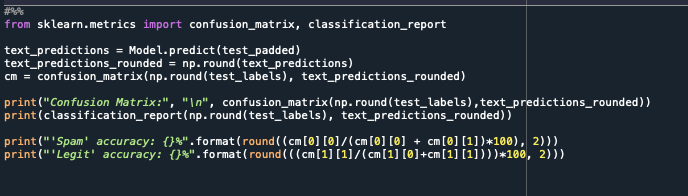 #%%
from sklearn.metrics import confusion_matrix, classification_report
text_predictions = Model.predict(test_padded)
text_predictions_rounded = np.round(text_predictions)
cm = confusion_matrix(np.round(test_labels), text_predictions_rounded)
print("Confusion Matrix:", "\n", confusion_matrix(np.round(test_labels),text_predictions_rounded))
print(classification_report(np.round(test_labels), text_predictions_rounded))
print("'Spam' accuracy: {}%".format(round((cm[0][0]/(cm[0][0] + cm[0][1])*100), 2)))
print("'Legit' accuracy: {}%".format(round(((cm[1][1]/(cm[1][0]+cm[1][1])))*100, 2)))